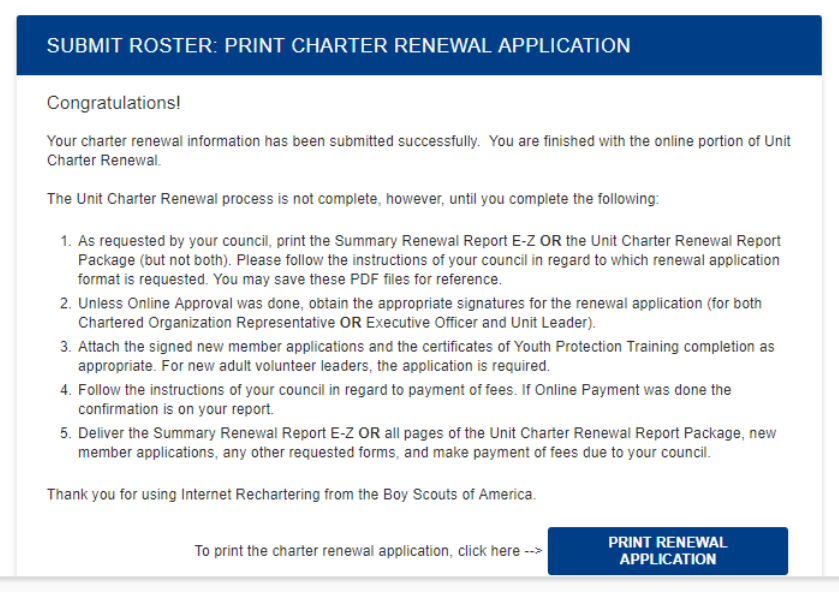 SUBMIT ROSTER: PRINT CHARTER RENEWAL APPLICATION
Congratulations!
Your charter renewal information has been submitted successfully.  You are finished with the online portion of Unit
Charter Renewal.
The Unit Charter Renewal process is not complete, however, until you complete the following:
1. As requested by your council, print the Summary Renewal Report E-Z OR the Unit Charter Renewal Report
Package (but not both). Please follow the instructions of your council in regard to which renewal application
format is requested. You may save these PDF files for reference.
2. Unless Online Approval was done, obtain the appropriate signatures for the renewal application (for both
Chartered Organization Representative OR Executive Officer and Unit Leader).
3. Attach the signed new member applications and the certificates of Youth Protection Training completion as
appropriate. For new adult volunteer leaders, the application is required.
4. Follow the instructions of your council in regard to payment of fees. If Online Payment was done the
confirmation is on your report.
5. Deliver the Summary Renewal Report E-Z OR all pages of the Unit Charter Renewal Report Package, new
member applications, any other requested forms, and make payment of fees due to your council.
Thank you for using Internet Rechartering from the Boy Scouts of America.
To print the charter renewal application, click here -->
PRINT RENEWAL
APPLICATION